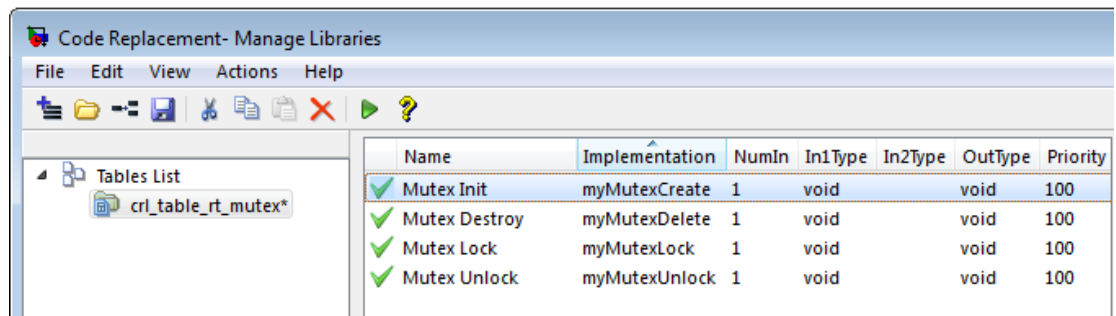 Code Replacement- Manage Libraries
File Edit View Actions Help
Name Implementation NumIn In1Type In2Type OutType Priority
Tables List
crl_table_rt_mutex*
Mutex Init myMutexCreate 1 void void 100
Mutex Destroy myMutexDelete 1 void void 100
Mutex Lock myMutexLock 1 void void 100
Mutex Unlock myMutexUnlock 1 void void 100